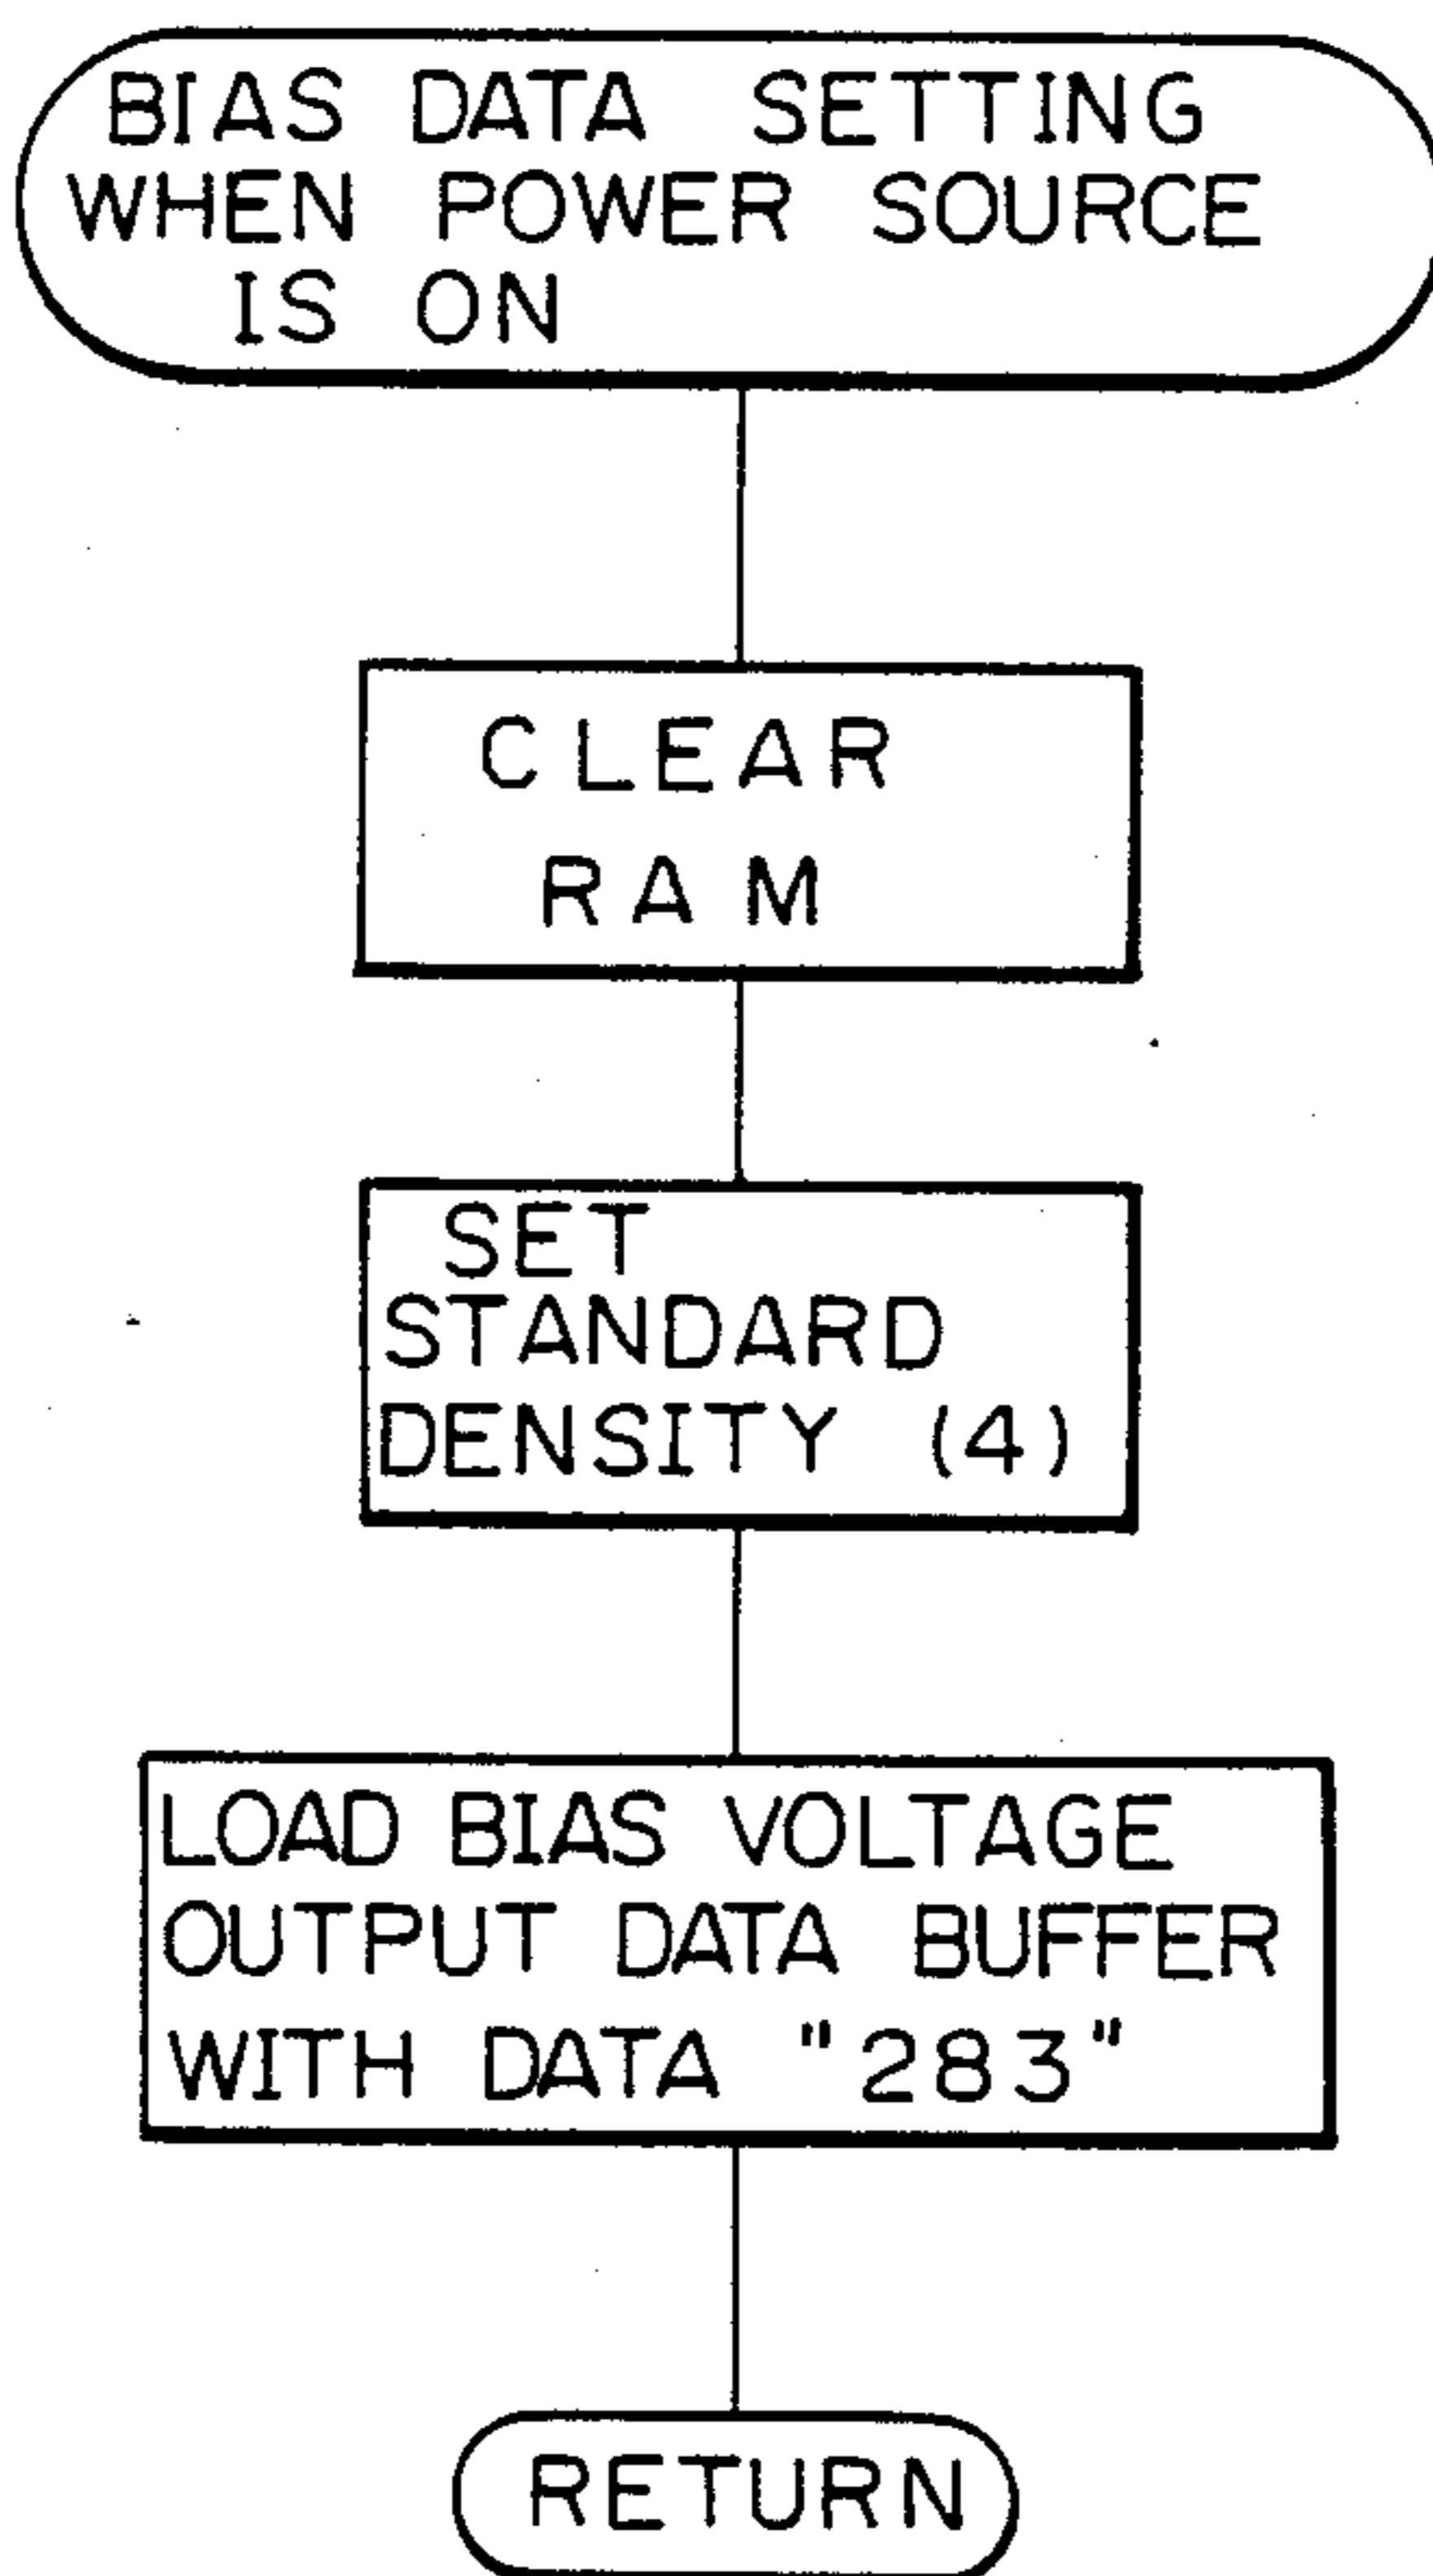 BIAS DATA SETTING
WHEN POWER SOURCE
IS ON
CLEAR
RAM
SET
STANDARD
DENSITY (4)
LOAD BIAS VOLTAGE
OUTPUT DATA BUFFER
WITH DATA "283"
RETURN